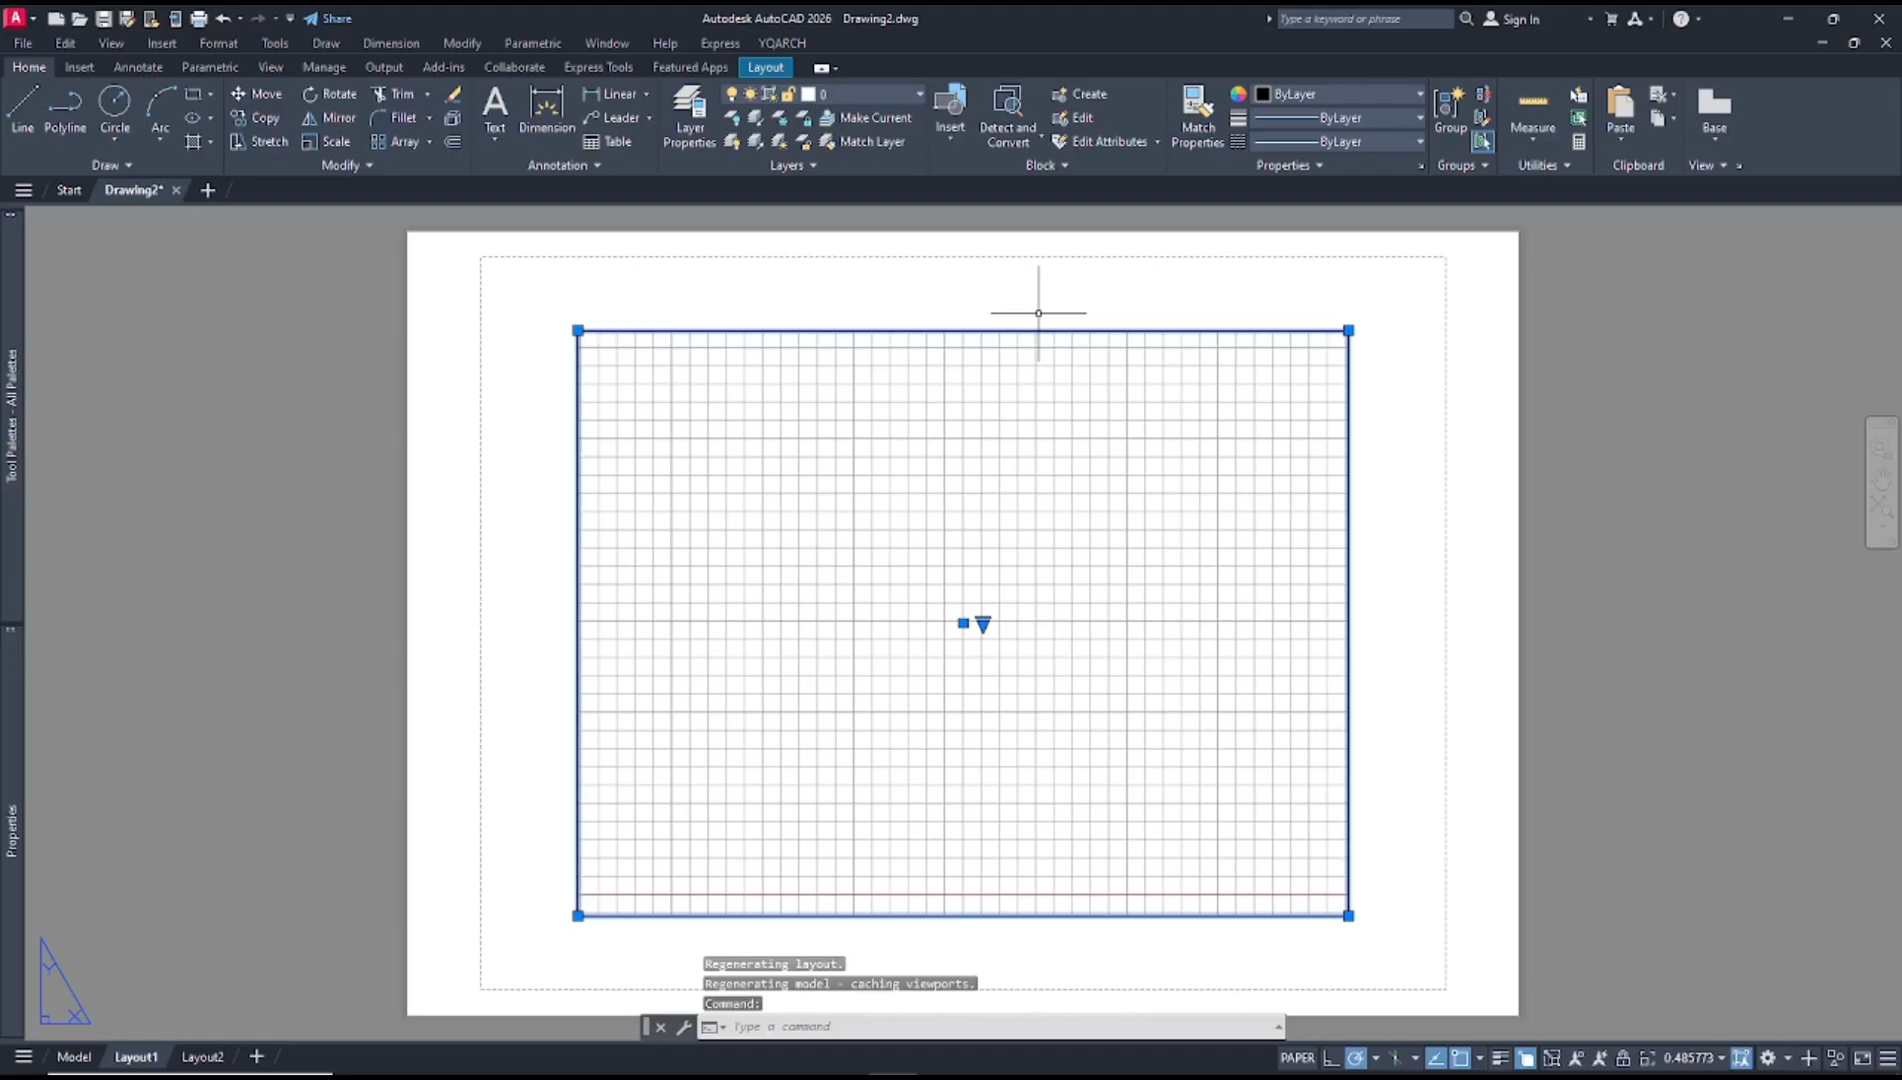 A Share Autodesk AutoCAD 2026 Drawing2.dwg Type a keyword or phrase Sign In ?
File Edit View Insert Format Tools Draw Dimension Modify Parametric Window Help Express YQARCH
Home Insert Annotate Parametric View Manage Output Add-ins Collaborate Express Tools Featured Apps Layout
Line Polyline Circle Arc
Move Rotate Trim
Copy Mirror Fillet
Stretch Scale Array
A Text Dimension
Linear
Leader
Table
Layer Properties
0
Make Current
Match Layer
Insert
Detect and Convert
Create
Edit
Edit Attributes
Match Properties
ByLayer
ByLayer
ByLayer
Group
Measure
Paste
Base
Draw Modify Annotation Layers Block Properties Groups Utilities Clipboard View
Start Drawing2* +
Tool Palettes - All Palettes
Properties
Regenerating layout.
Regenerating model - caching viewports.
Command:
Type a command
Y
X
Model Layout1 Layout2 + PAPER 0.485773